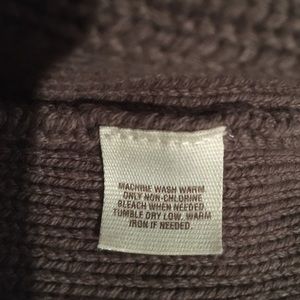 MACHINE WASH WARM
ONLY NON-CHLORINE
BLEACH WHEN NEEDED.
TUMBLE DRY LOW. WARM
IRON IF NEEDED.